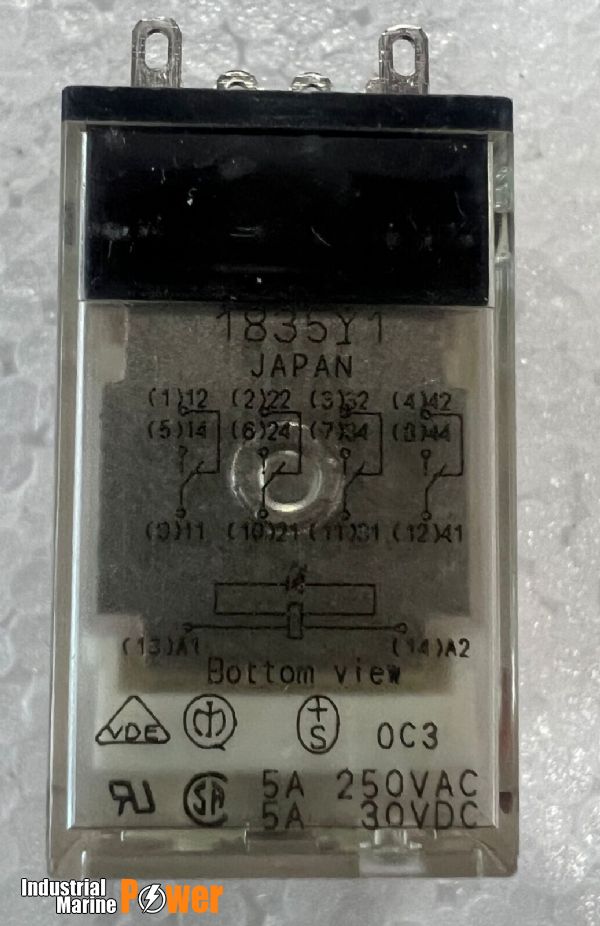 1835Y1
JAPAN
(1)12 (2)22 (3)32 (4)42
(5)14 (6)24 (7)34 (8)44
(9)11 (10)21 (11)31 (12)41
(13)A1 (14)A2
Bottom view
VDE + S OC3
RU SA 5A 250VAC
5A 30VDC
Industrial
Marine Power